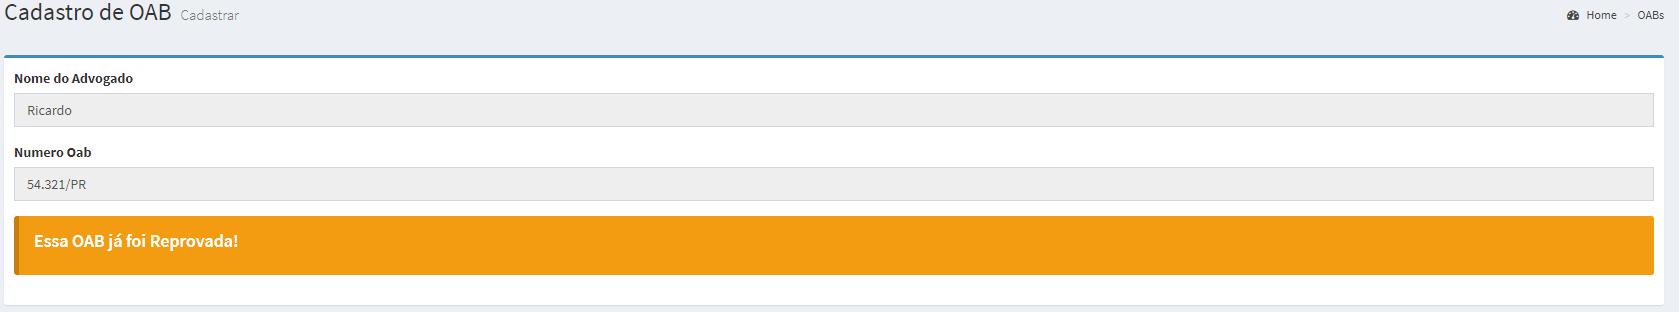 Cadastro de OAB Cadastrar
Home > OABs
Nome do Advogado
Ricardo
Numero Oab
54.321/PR
Essa OAB já foi Reprovada!